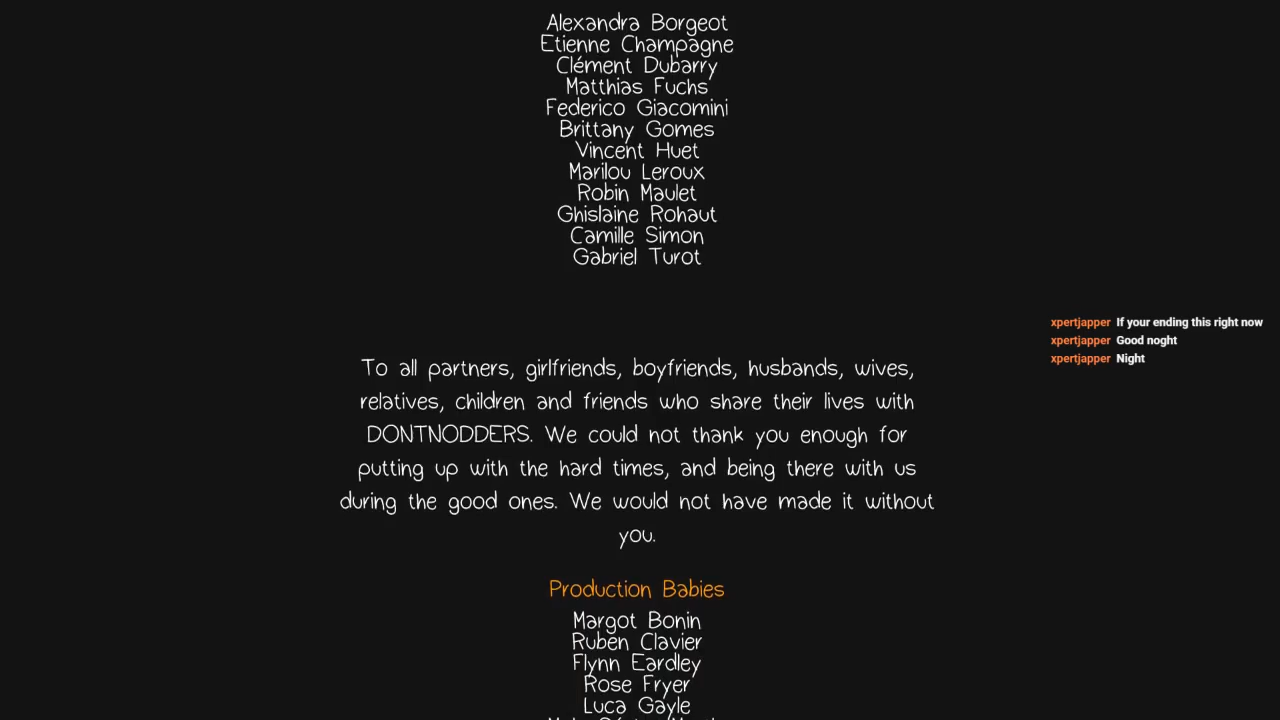 Alexandra Borgeot
Etienne Champagne
Clément Dubarry
Matthias Fuchs
Federico Giacomini
Brittany Gomes
Vincent Huet
Marilou Leroux
Robin Maulet
Ghislaine Rohaut
Camille Simon
Gabriel Turot
xpertjapper If your ending this right now
xpertjapper Good noght
xpertjapper Night
To all partners, girlfriends, boyfriends, husbands, wives,
relatives, children and friends who share their lives with
DONTNODDERS. We could not thank you enough for
putting up with the hard times, and being there with us
during the good ones. We would not have made it without
you.
Production Babies
Margot Bonin
Ruben Clavier
Flynn Eardley
Rose Fryer
Luca Gayle